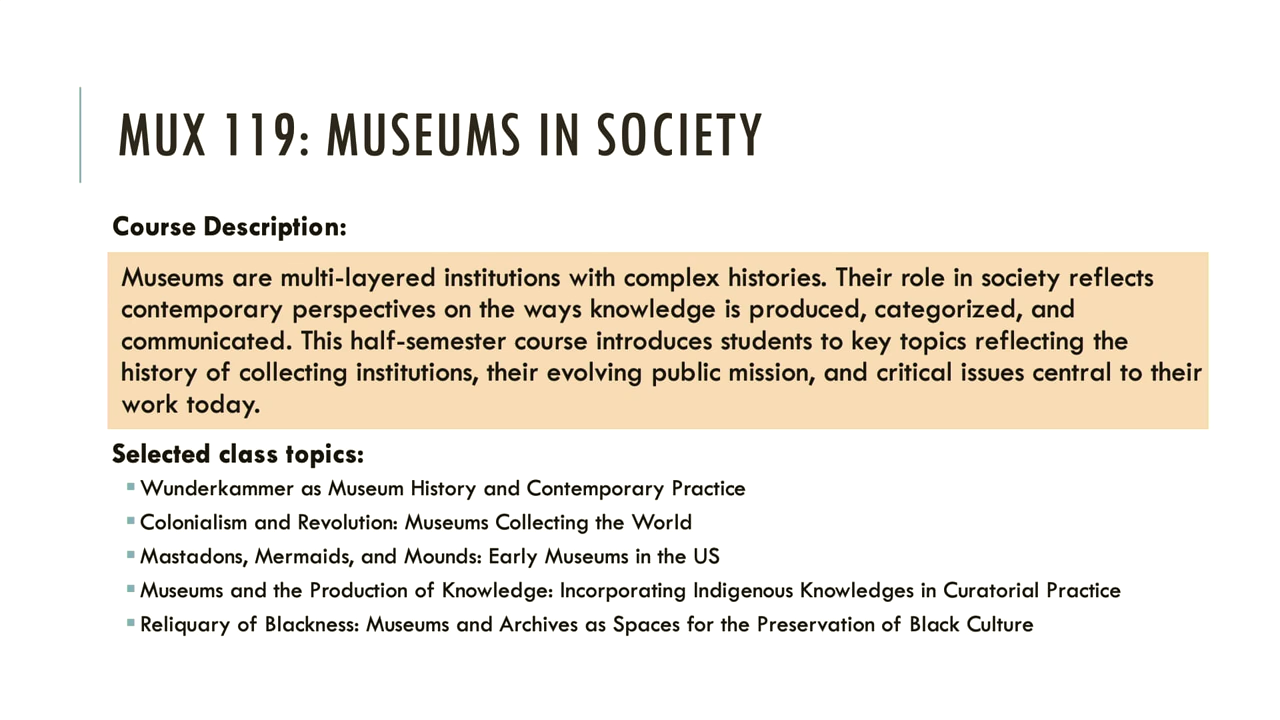 MUX 119: MUSEUMS IN SOCIETY
Course Description:
Museums are multi-layered institutions with complex histories. Their role in society reflects
contemporary perspectives on the ways knowledge is produced, categorized, and
communicated. This half-semester course introduces students to key topics reflecting the
history of collecting institutions, their evolving public mission, and critical issues central to their
work today.
Selected class topics:
▪ Wunderkammer as Museum History and Contemporary Practice
▪ Colonialism and Revolution: Museums Collecting the World
▪ Mastadons, Mermaids, and Mounds: Early Museums in the US
▪ Museums and the Production of Knowledge: Incorporating Indigenous Knowledges in Curatorial Practice
▪ Reliquary of Blackness: Museums and Archives as Spaces for the Preservation of Black Culture